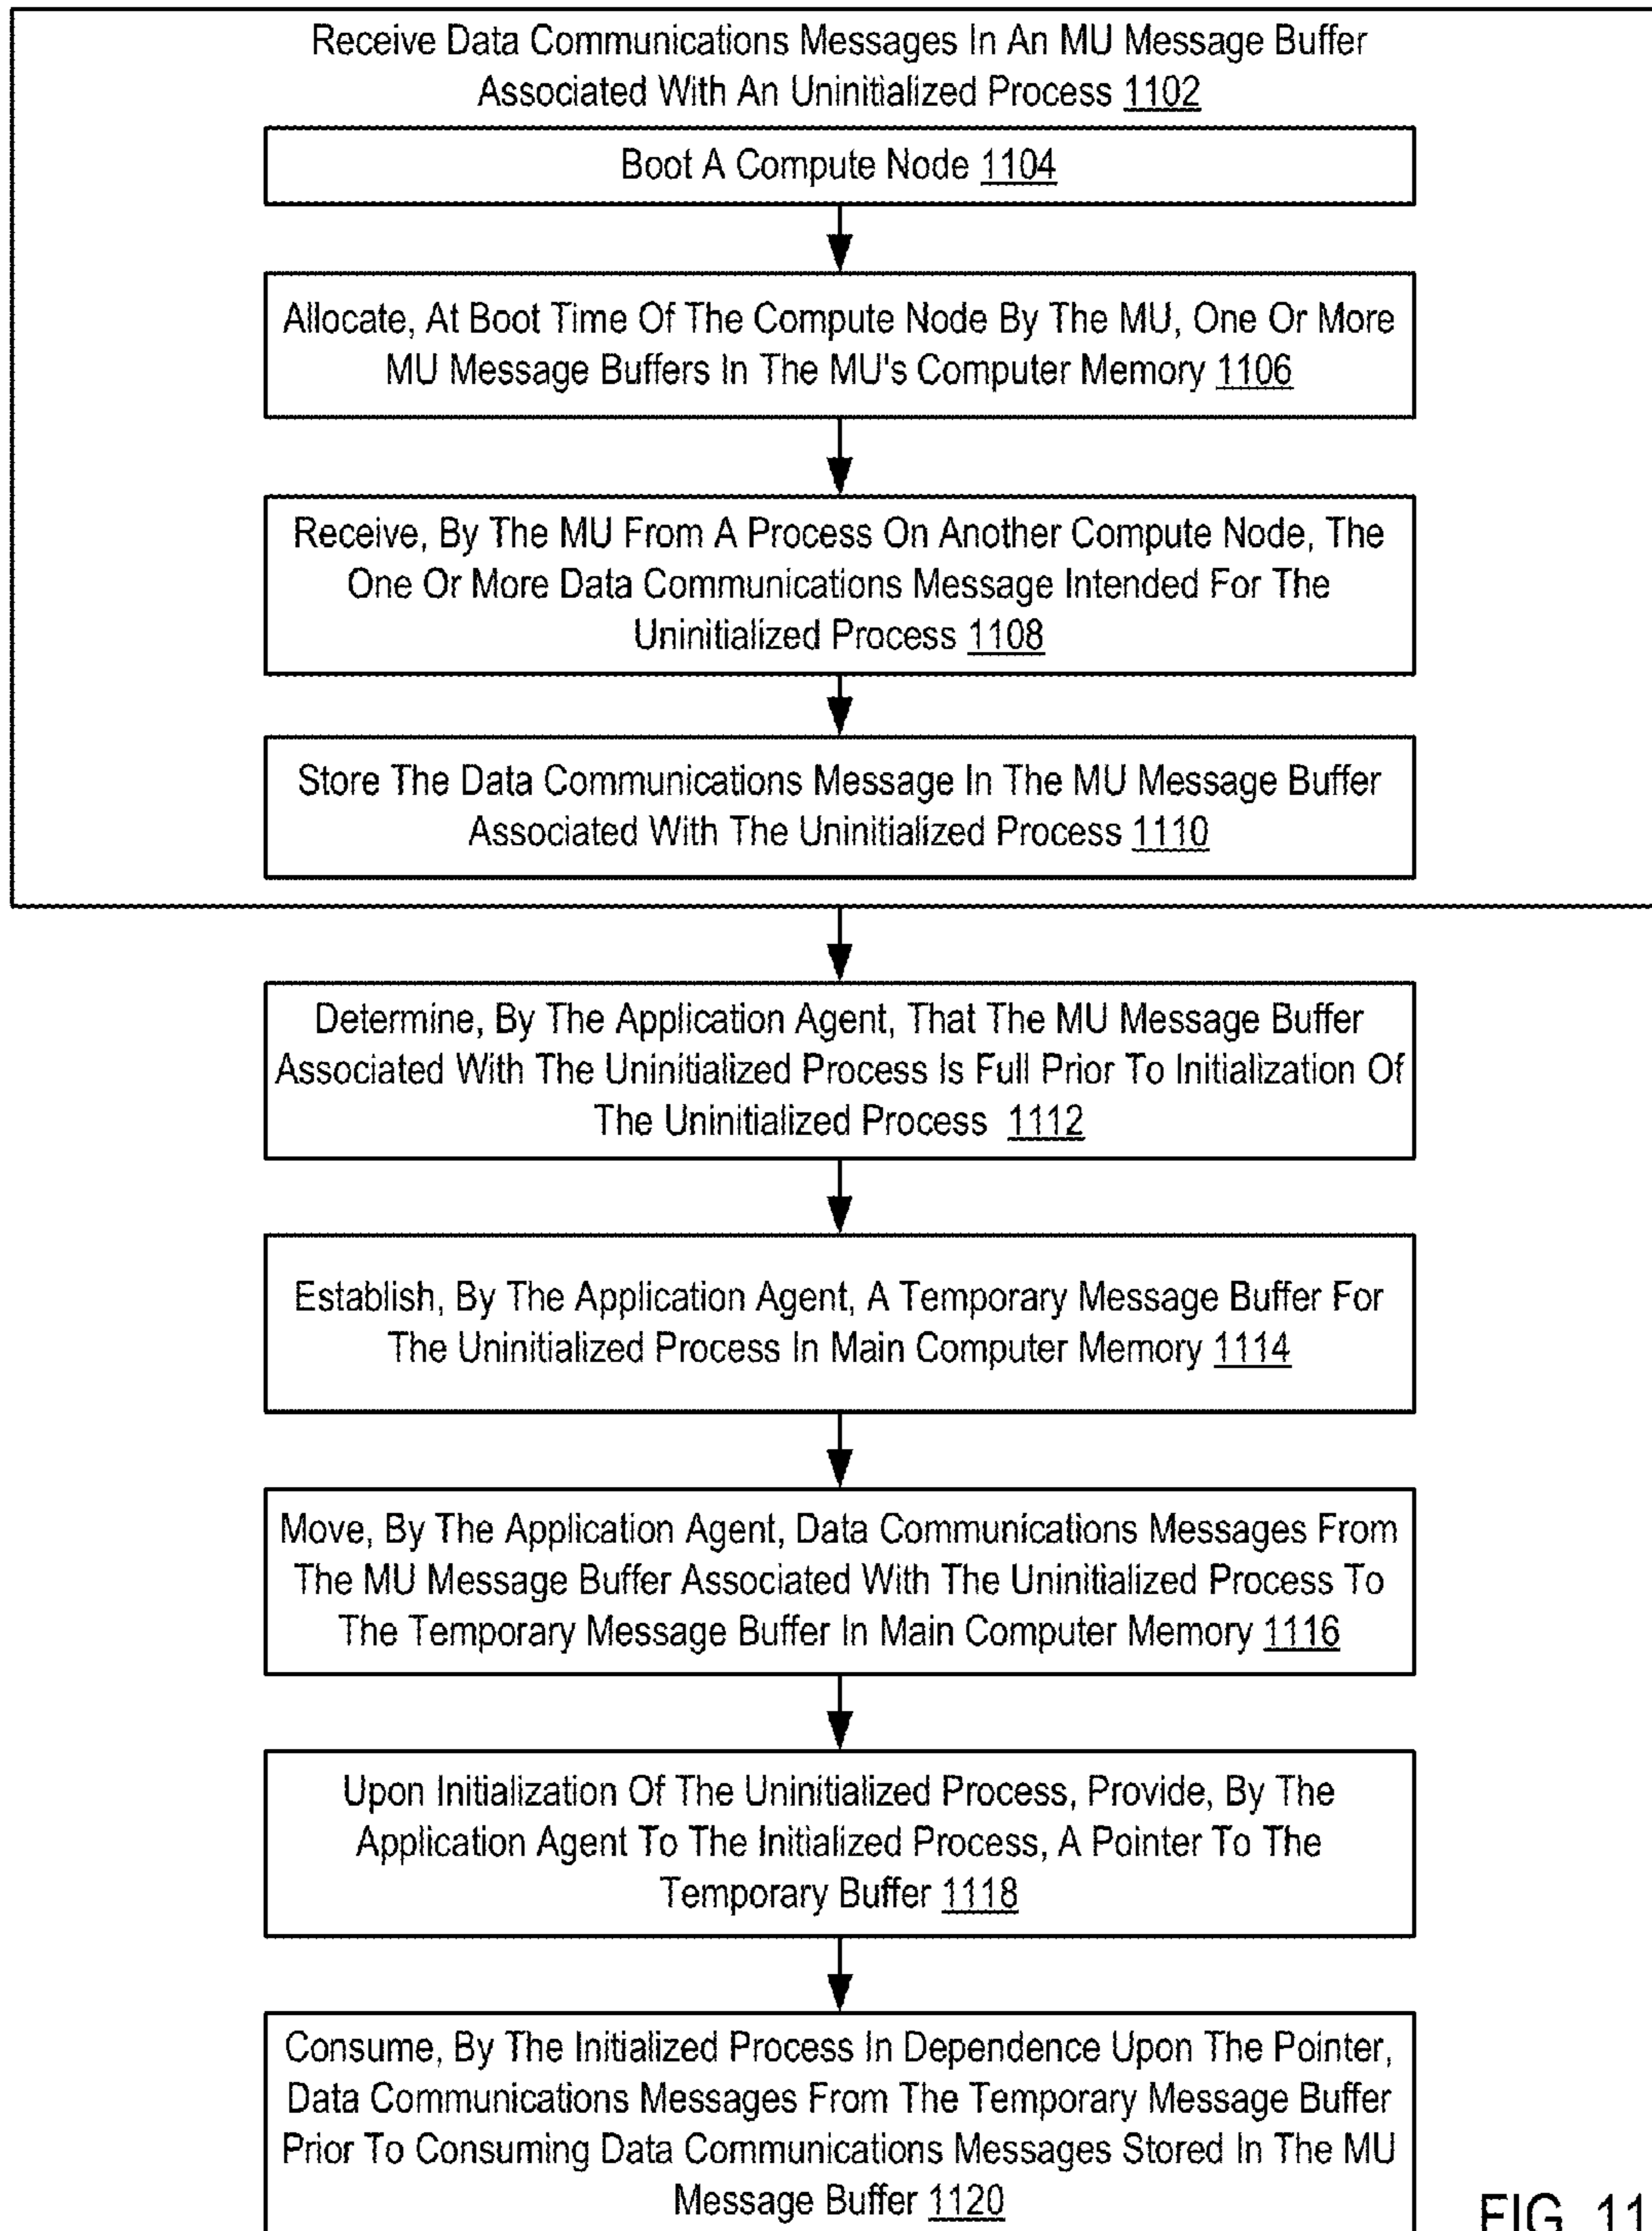 Receive Data Communications Messages In An MU Message Buffer
Associated With An Uninitialized Process 1102
Boot A Compute Node 1104
Allocate, At Boot Time Of The Compute Node By The MU, One Or More
MU Message Buffers In The MU's Computer Memory 1106
Receive, By The MU From A Process On Another Compute Node, The
One Or More Data Communications Message Intended For The
Uninitialized Process 1108
Store The Data Communications Message In The MU Message Buffer
Associated With The Uninitialized Process 1110
Determine, By The Application Agent, That The MU Message Buffer
Associated With The Uninitialized Process Is Full Prior To Initialization Of
The Uninitialized Process 1112
Establish, By The Application Agent, A Temporary Message Buffer For
The Uninitialized Process In Main Computer Memory 1114
Move, By The Application Agent, Data Communications Messages From
The MU Message Buffer Associated With The Uninitialized Process To
The Temporary Message Buffer In Main Computer Memory 1116
Upon Initialization Of The Uninitialized Process, Provide, By The
Application Agent To The Initialized Process, A Pointer To The
Temporary Buffer 1118
Consume, By The Initialized Process In Dependence Upon The Pointer,
Data Communications Messages From The Temporary Message Buffer
Prior To Consuming Data Communications Messages Stored In The MU
Message Buffer 1120
FIG. 11